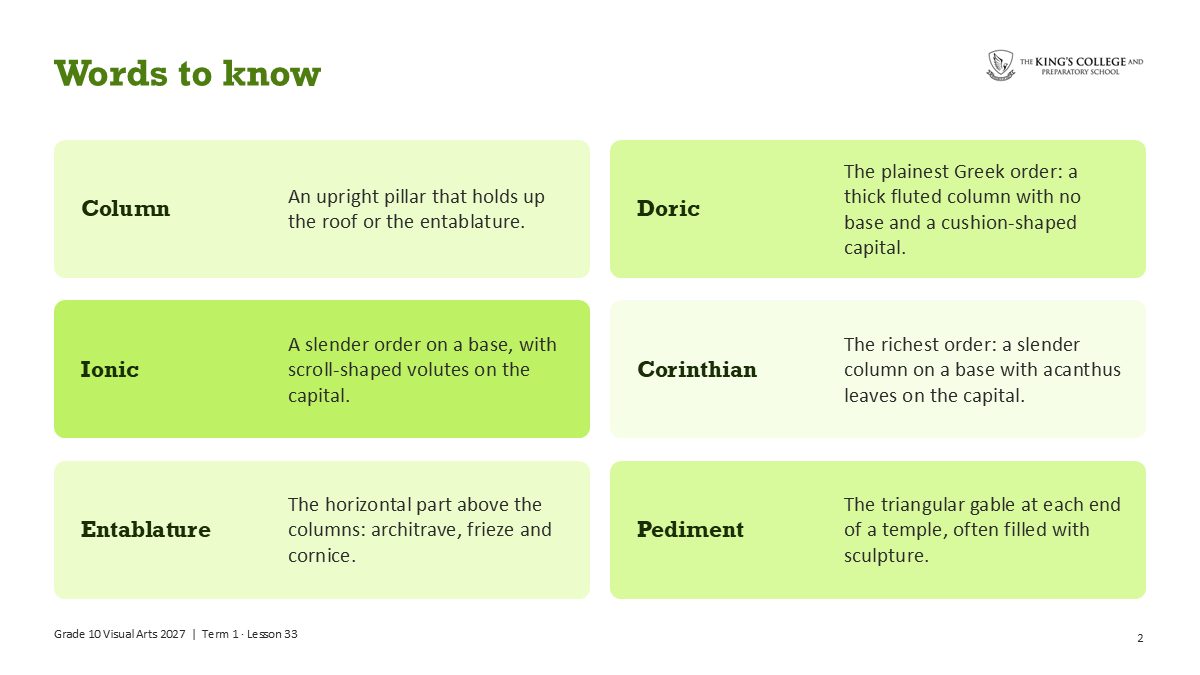 Words to know
THE KING'S COLLEGE AND
PREPARATORY SCHOOL
Column
An upright pillar that holds up
the roof or the entablature.
Doric
The plainest Greek order: a
thick fluted column with no
base and a cushion-shaped
capital.
Ionic
A slender order on a base, with
scroll-shaped volutes on the
capital.
Corinthian
The richest order: a slender
column on a base with acanthus
leaves on the capital.
Entablature
The horizontal part above the
columns: architrave, frieze and
cornice.
Pediment
The triangular gable at each end
of a temple, often filled with
sculpture.
Grade 10 Visual Arts 2027 | Term 1 · Lesson 33
2